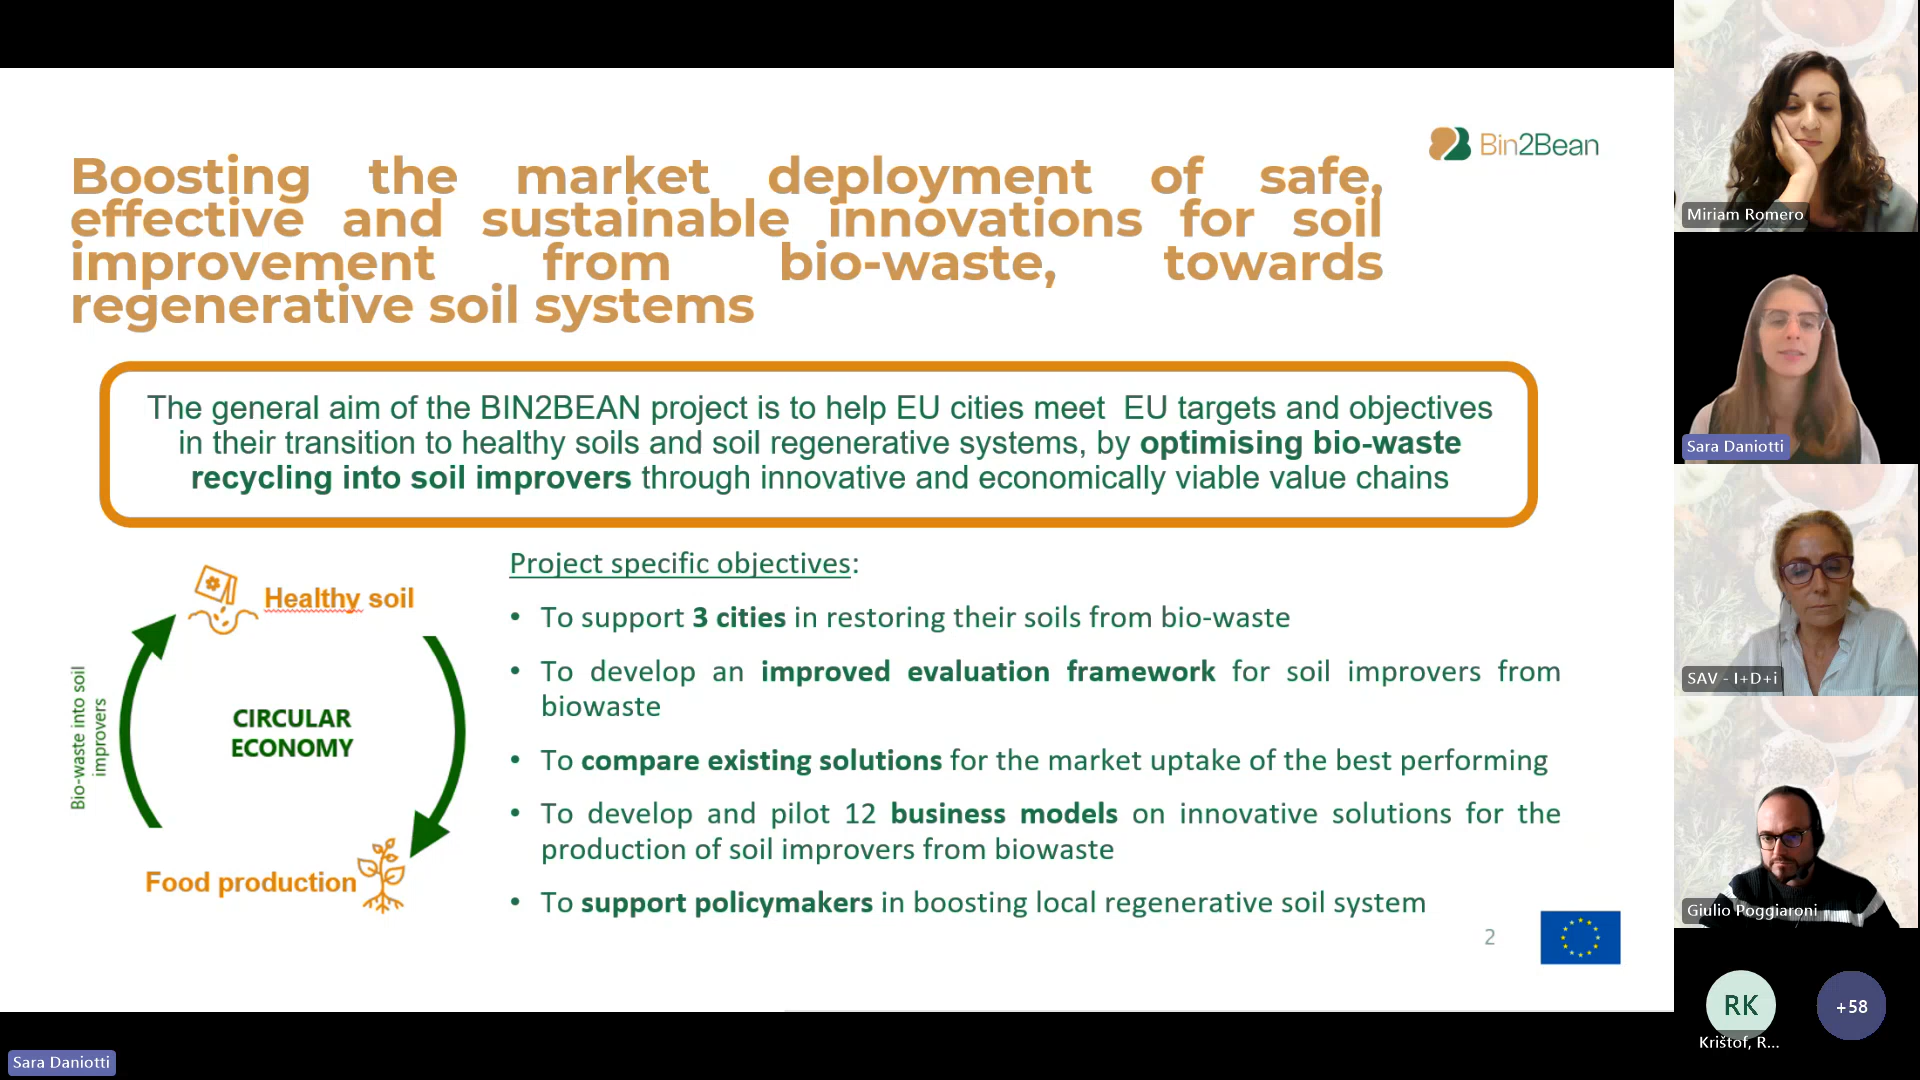 Boosting the market deployment of safe,
effective and sustainable innovations for soil
improvement from bio-waste, towards
regenerative soil systems
Bin2Bean
The general aim of the BIN2BEAN project is to help EU cities meet EU targets and objectives
in their transition to healthy soils and soil regenerative systems, by optimising bio-waste
recycling into soil improvers through innovative and economically viable value chains
Healthy soil
Bio-waste into soil
improvers
CIRCULAR
ECONOMY
Food production
Project specific objectives:
• To support 3 cities in restoring their soils from bio-waste
• To develop an improved evaluation framework for soil improvers from
biowaste
• To compare existing solutions for the market uptake of the best performing
• To develop and pilot 12 business models on innovative solutions for the
production of soil improvers from biowaste
• To support policymakers in boosting local regenerative soil system
2
Miriam Romero
Sara Daniotti
SAV - I+D+i
Giulio Poggiaroni
RK
Krištof, R...
+58
Sara Daniotti